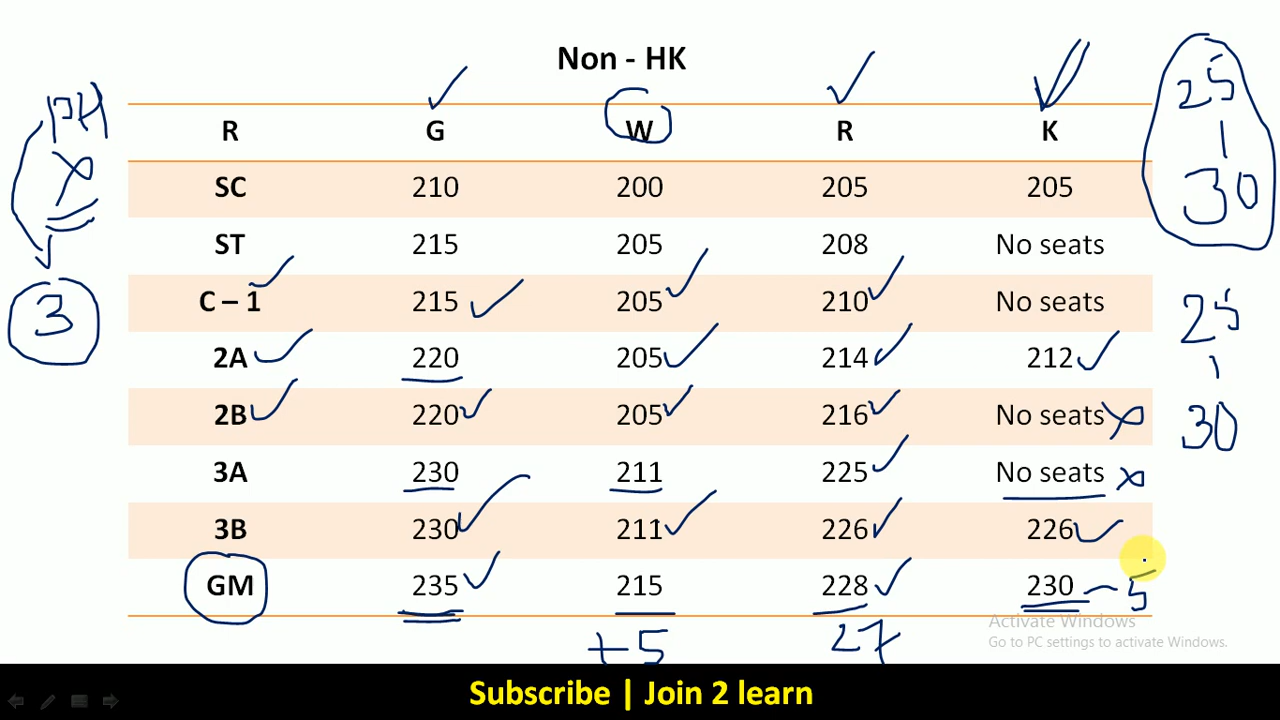 Non - HK
R G W R K
SC 210 200 205 205
ST 215 205 208 No seats
C – 1 215 205 210 No seats
2A 220 205 214 212
2B 220 205 216 No seats
3A 230 211 225 No seats
3B 230 211 226 226
GM 235 215 228 230 – 5
+5 27
PH
3
25
30
25
30
Activate Windows
Go to PC settings to activate Windows.
Subscribe | Join 2 learn